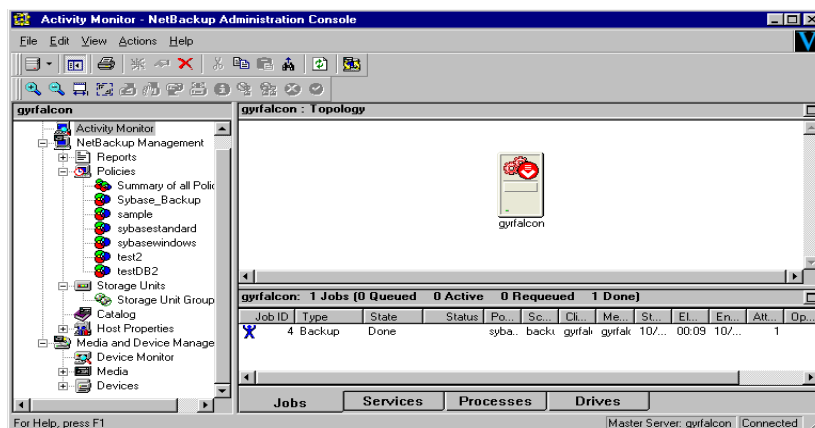 Activity Monitor - NetBackup Administration Console
File Edit View Actions Help
gyrfalcon
Activity Monitor
NetBackup Management
Reports
Policies
Summary of all Polic
Sybase_Backup
sample
sybasestandard
sybasewindows
test2
testDB2
Storage Units
Storage Unit Group
Catalog
Host Properties
Media and Device Manage
Device Monitor
Media
Devices
gyrfalcon : Topology
gyrfalcon
gyrfalcon: 1 Jobs (0 Queued 0 Active 0 Requeued 1 Done)
Job ID Type State Status Po... Sc... Cli... Me... St... El... En... Att... Op...
4 Backup Done syba.. backu gyrfalc gyrfalc 10/... 00:09 10/... 1
Jobs Services Processes Drives
For Help, press F1 Master Server: gyrfalcon Connected